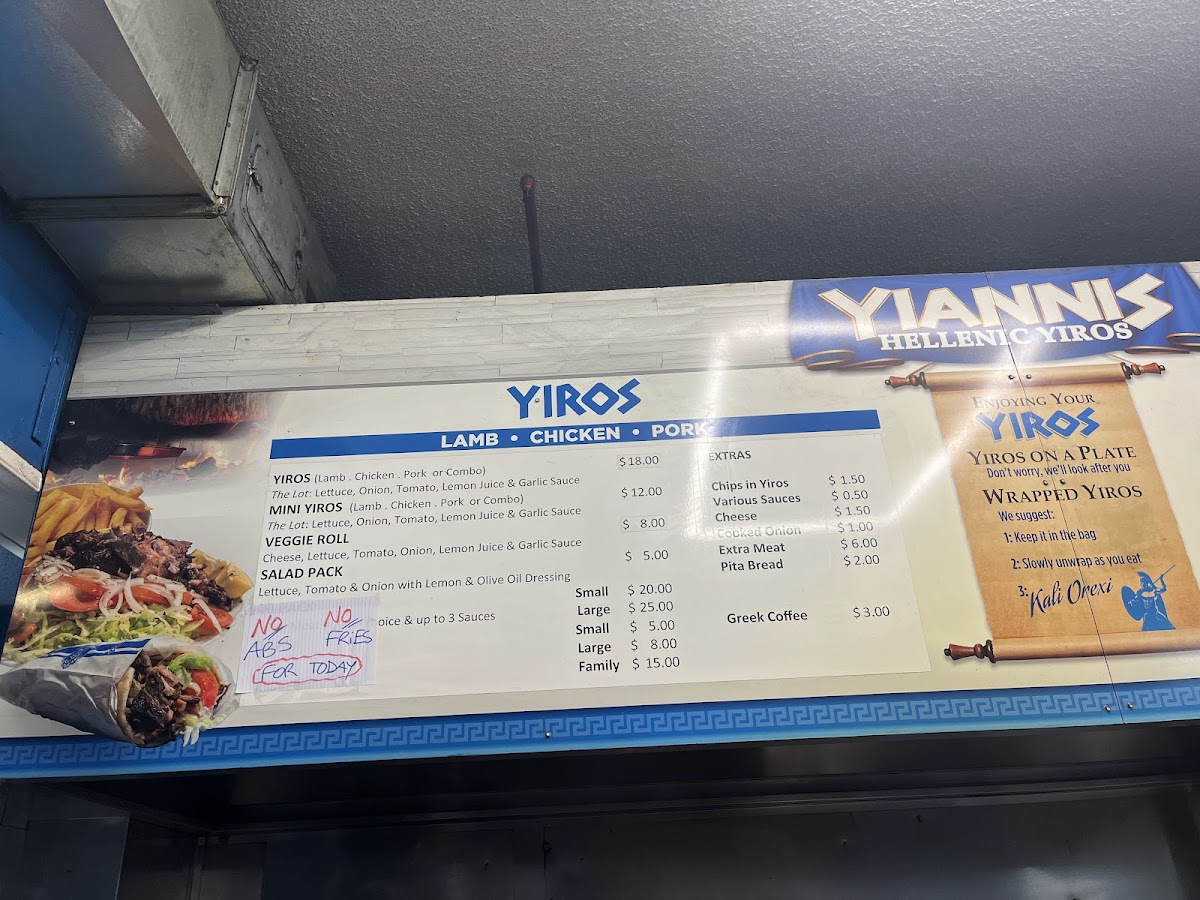 YIANNIS
HELLENIC YIROS
YIROS
LAMB • CHICKEN • PORK
YIROS (Lamb . Chicken . Pork or Combo) $18.00
The Lot: Lettuce, Onion, Tomato, Lemon Juice & Garlic Sauce
MINI YIROS (Lamb . Chicken . Pork or Combo) $12.00
The Lot: Lettuce, Onion, Tomato, Lemon Juice & Garlic Sauce
VEGGIE ROLL $ 8.00
Cheese, Lettuce, Tomato, Onion, Lemon Juice & Garlic Sauce
SALAD PACK $ 5.00
Lettuce, Tomato & Onion with Lemon & Olive Oil Dressing
Small $ 20.00
oice & up to 3 Sauces Large $ 25.00
Small $ 5.00
Large $ 8.00
Family $ 15.00
NO ABS
NO FRIES
FOR TODAY
EXTRAS
Chips in Yiros $ 1.50
Various Sauces $ 0.50
Cheese $ 1.50
Cooked Onion $ 1.00
Extra Meat $ 6.00
Pita Bread $ 2.00
Greek Coffee $ 3.00
ENJOYING YOUR
YIROS
YIROS ON A PLATE
Don't worry, we'll look after you
WRAPPED YIROS
We suggest:
1: Keep it in the bag
2: Slowly unwrap as you eat
3: Kali Orexi